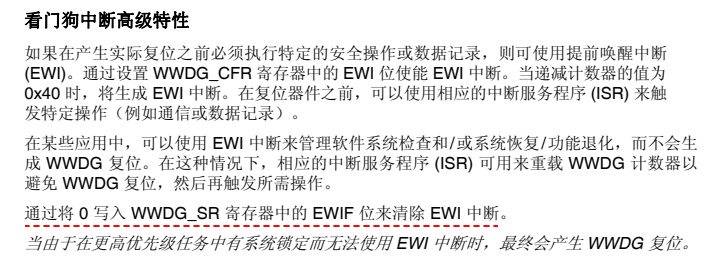 看门狗中断高级特性
如果在产生实际复位之前必须执行特定的安全操作或数据记录，则可使用提前唤醒中断
(EWI)。通过设置 WWDG_CFR 寄存器中的 EWI 位使能 EWI 中断。当递减计数器的值为
0x40 时，将生成 EWI 中断。在复位器件之前，可以使用相应的中断服务程序 (ISR) 来触
发特定操作（例如通信或数据记录）。
在某些应用中，可以使用 EWI 中断来管理软件系统检查和/或系统恢复/功能退化，而不会生
成 WWDG 复位。在这种情况下，相应的中断服务程序 (ISR) 可用来重载 WWDG 计数器以
避免 WWDG 复位，然后再触发所需操作。
通过将 0 写入 WWDG_SR 寄存器中的 EWIF 位来清除 EWI 中断。
当由于在更高优先级任务中有系统锁定而无法使用 EWI 中断时，最终会产生 WWDG 复位。